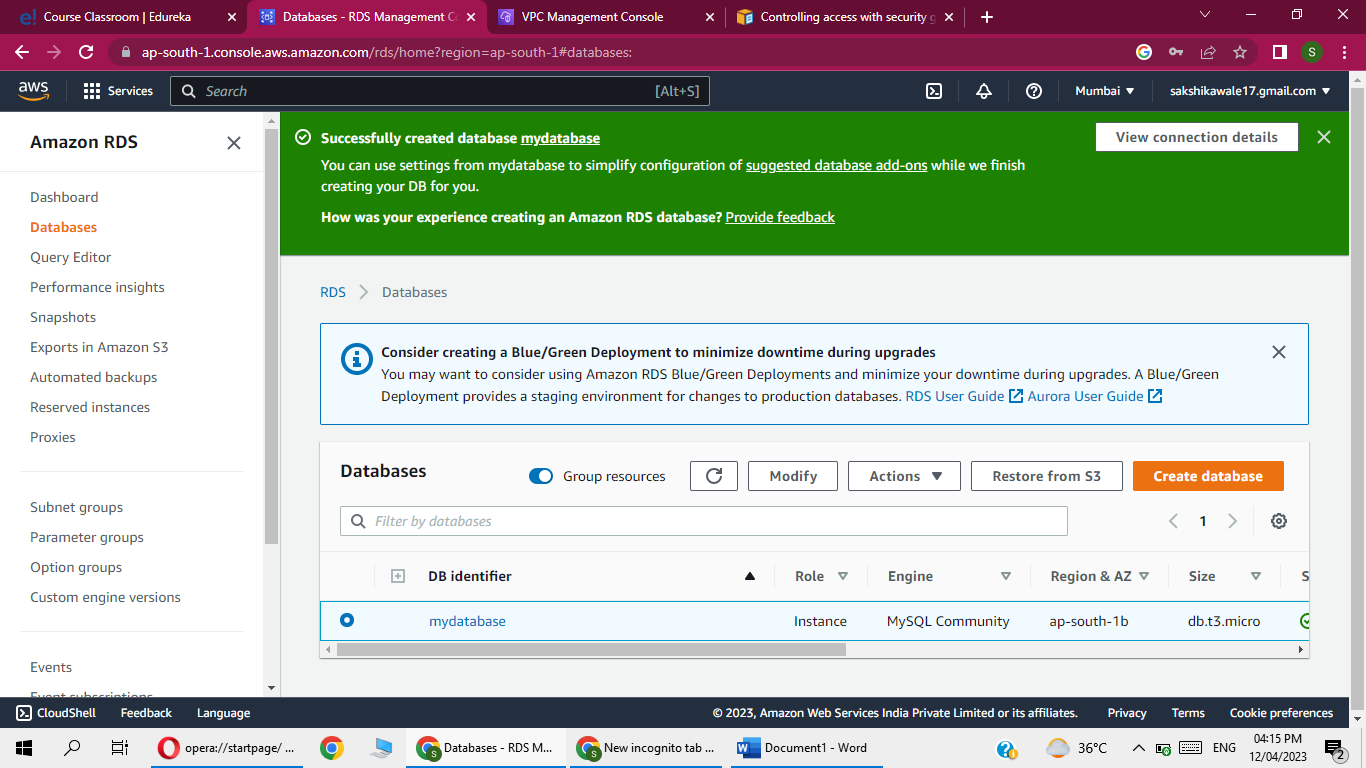 Course Classroom | Edureka
Databases - RDS Management Co
VPC Management Console
Controlling access with security g
ap-south-1.console.aws.amazon.com/rds/home?region=ap-south-1#databases:
S
aws
Services
Search
[Alt+S]
Mumbai
sakshikawale17.gmail.com
Amazon RDS
Dashboard
Databases
Query Editor
Performance insights
Snapshots
Exports in Amazon S3
Automated backups
Reserved instances
Proxies
Subnet groups
Parameter groups
Option groups
Custom engine versions
Events
Event subscriptions
Successfully created database mydatabase
View connection details
You can use settings from mydatabase to simplify configuration of suggested database add-ons while we finish
creating your DB for you.
How was your experience creating an Amazon RDS database? Provide feedback
RDS
Databases
Consider creating a Blue/Green Deployment to minimize downtime during upgrades
You may want to consider using Amazon RDS Blue/Green Deployments and minimize your downtime during upgrades. A Blue/Green
Deployment provides a staging environment for changes to production databases. RDS User Guide Aurora User Guide
Databases
Group resources
Modify
Actions
Restore from S3
Create database
Filter by databases
1
DB identifier
Role
Engine
Region & AZ
Size
S
mydatabase
Instance
MySQL Community
ap-south-1b
db.t3.micro
CloudShell
Feedback
Language
© 2023, Amazon Web Services India Private Limited or its affiliates.
Privacy
Terms
Cookie preferences
opera://startpage/ ...
Databases - RDS M...
New incognito tab ...
Document1 - Word
36°C
ENG
04:15 PM
12/04/2023
2